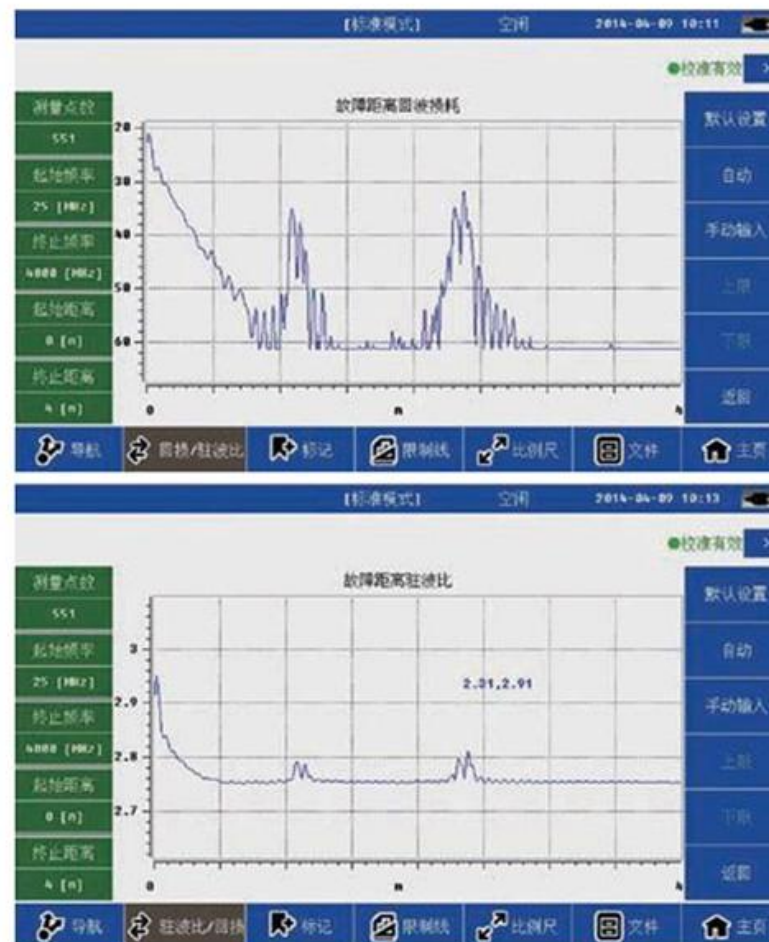 [标准模式] 空闲 2014-04-09 10:11
校准有效
测量点数
551
起始频率
25 [MHz]
终止频率
4000 [MHz]
起始距离
0 [m]
终止距离
4 [m]
故障距离回波损耗
20
30
40
50
60
0 m 4
默认设置
自动
手动输入
上限
下限
返回
导航 回损/驻波比 标记 限制线 比例尺 文件 主页
[标准模式] 空闲 2014-04-09 10:13
校准有效
测量点数
551
起始频率
25 [MHz]
终止频率
4000 [MHz]
起始距离
0 [m]
终止距离
4 [m]
故障距离驻波比
3
2.9
2.8
2.7
2.31,2.91
0 m 4
默认设置
自动
手动输入
上限
下限
返回
导航 驻波比/回损 标记 限制线 比例尺 文件 主页